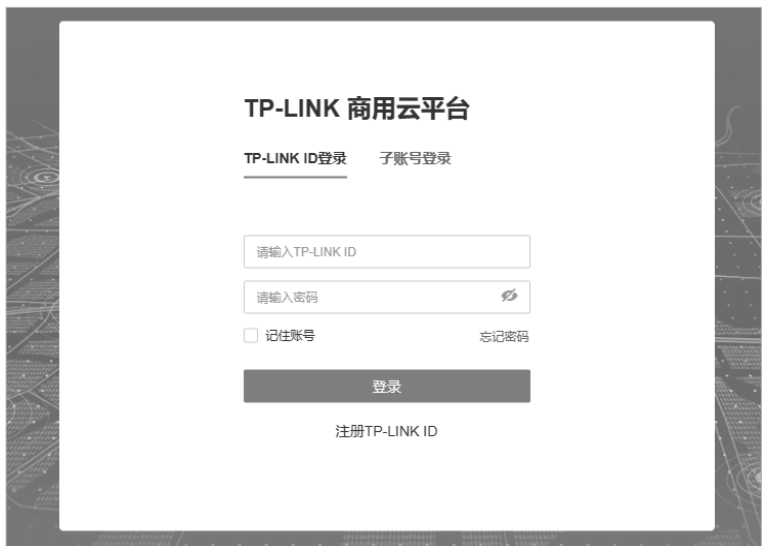 TP-LINK 商用云平台
TP-LINK ID登录 子账号登录
请输入TP-LINK ID
请输入密码
记住账号 忘记密码
登录
注册TP-LINK ID